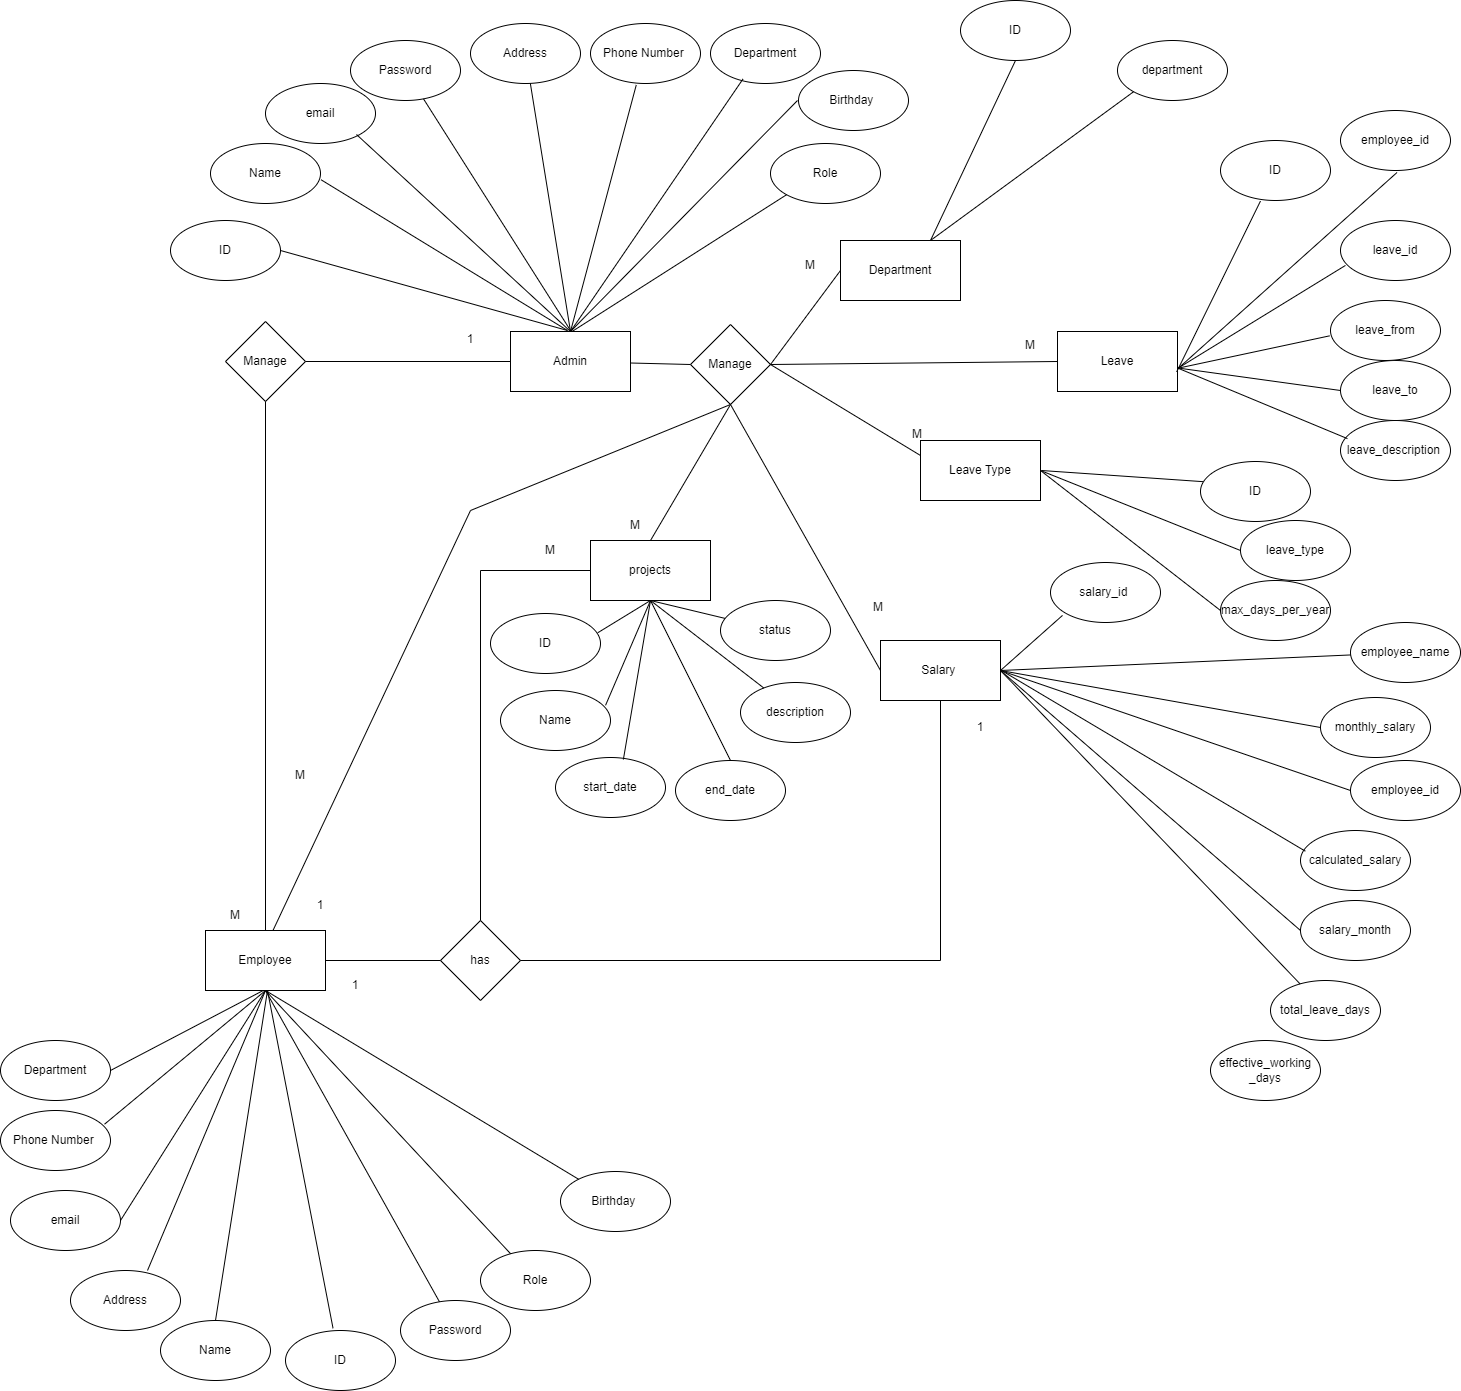 ID
department
Address
Phone Number
Department
Password
Birthday
email
employee_id
Name
Role
ID
ID
leave_id
M
Department
leave_from
1
M
Manage
Admin
Manage
Leave
leave_to
M
Leave Type
leave_description
ID
M
M
leave_type
projects
salary_id
M
max_days_per_year
status
ID
employee_name
Salary
description
Name
1
monthly_salary
M
start_date
end_date
employee_id
calculated_salary
M
1
salary_month
Employee
has
1
total_leave_days
effective_working
_days
Department
Phone Number
Birthday
email
Role
Address
Password
Name
ID